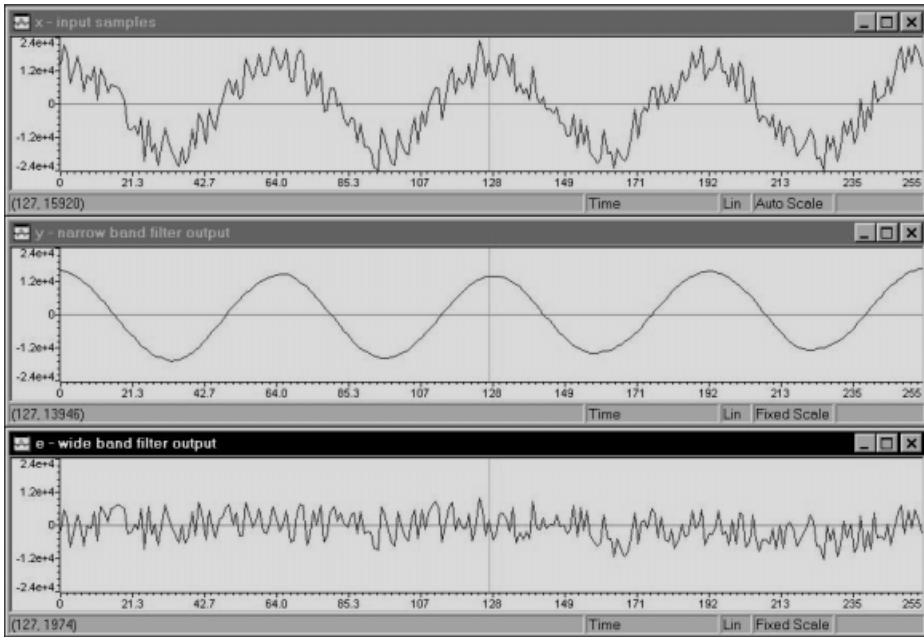 x - input samples
2.4e+4
1.2e+4
0
-1.2e+4
-2.4e+4
0 21.3 42.7 64.0 85.3 107 128 149 171 192 213 235 255
(127, 15920) Time Lin Auto Scale
y - narrow band filter output
2.4e+4
1.2e+4
0
-1.2e+4
-2.4e+4
0 21.3 42.7 64.0 85.3 107 128 149 171 192 213 235 255
(127, 13946) Time Lin Fixed Scale
e - wide band filter output
2.4e+4
1.2e+4
0
-1.2e+4
-2.4e+4
0 21.3 42.7 64.0 85.3 107 128 149 171 192 213 235 255
(127, 1974) Time Lin Fixed Scale